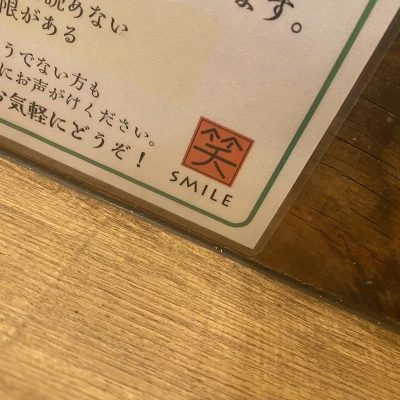 ます。
読めない
限がある
うでない方も
にお声がけください。
お気軽にどうぞ!
笑
SMILE